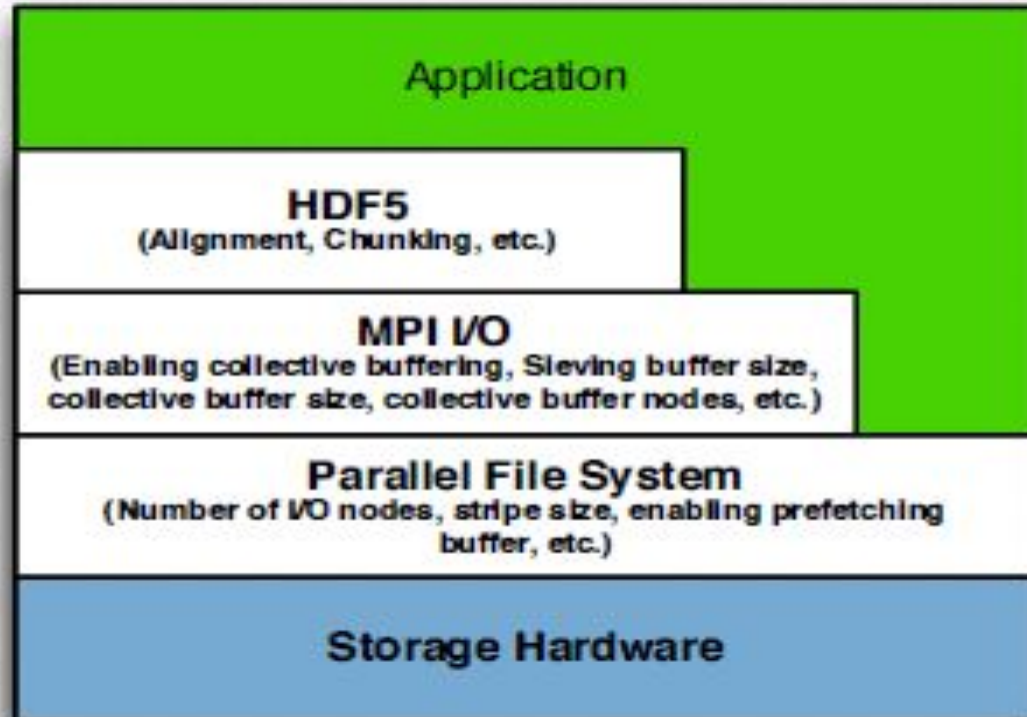 Application
HDF5
(Alignment, Chunking, etc.)
MPI I/O
(Enabling collective buffering, Sieving buffer size,
collective buffer size, collective buffer nodes, etc.)
Parallel File System
(Number of I/O nodes, stripe size, enabling prefetching
buffer, etc.)
Storage Hardware